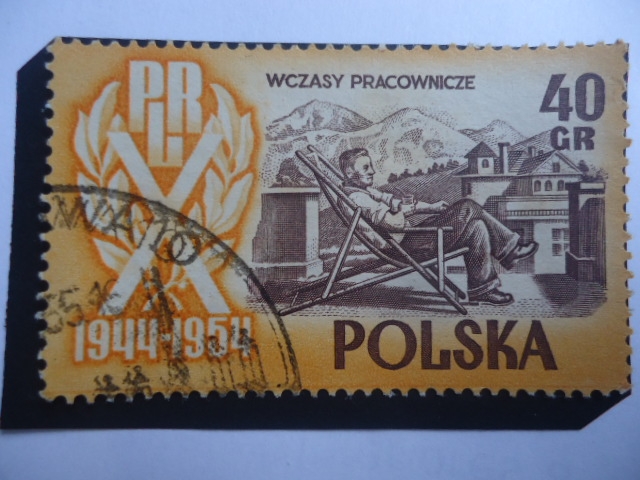 PRL
X
1944-1954
WCZASY PRACOWNICZE
40
GR
POLSKA